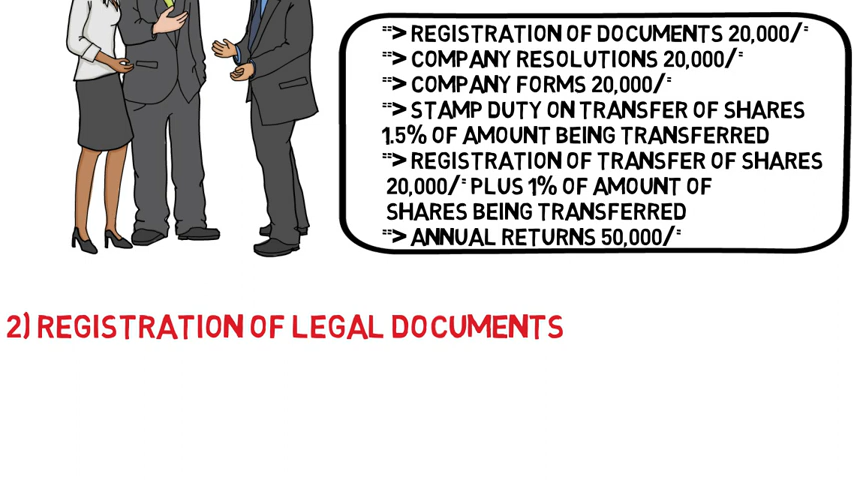 => REGISTRATION OF DOCUMENTS 20,000/=
=> COMPANY RESOLUTIONS 20,000/=
=> COMPANY FORMS 20,000/=
=> STAMP DUTY ON TRANSFER OF SHARES
1.5% OF AMOUNT BEING TRANSFERRED
=> REGISTRATION OF TRANSFER OF SHARES
20,000/= PLUS 1% OF AMOUNT OF
SHARES BEING TRANSFERRED
=> ANNUAL RETURNS 50,000/=
2) REGISTRATION OF LEGAL DOCUMENTS